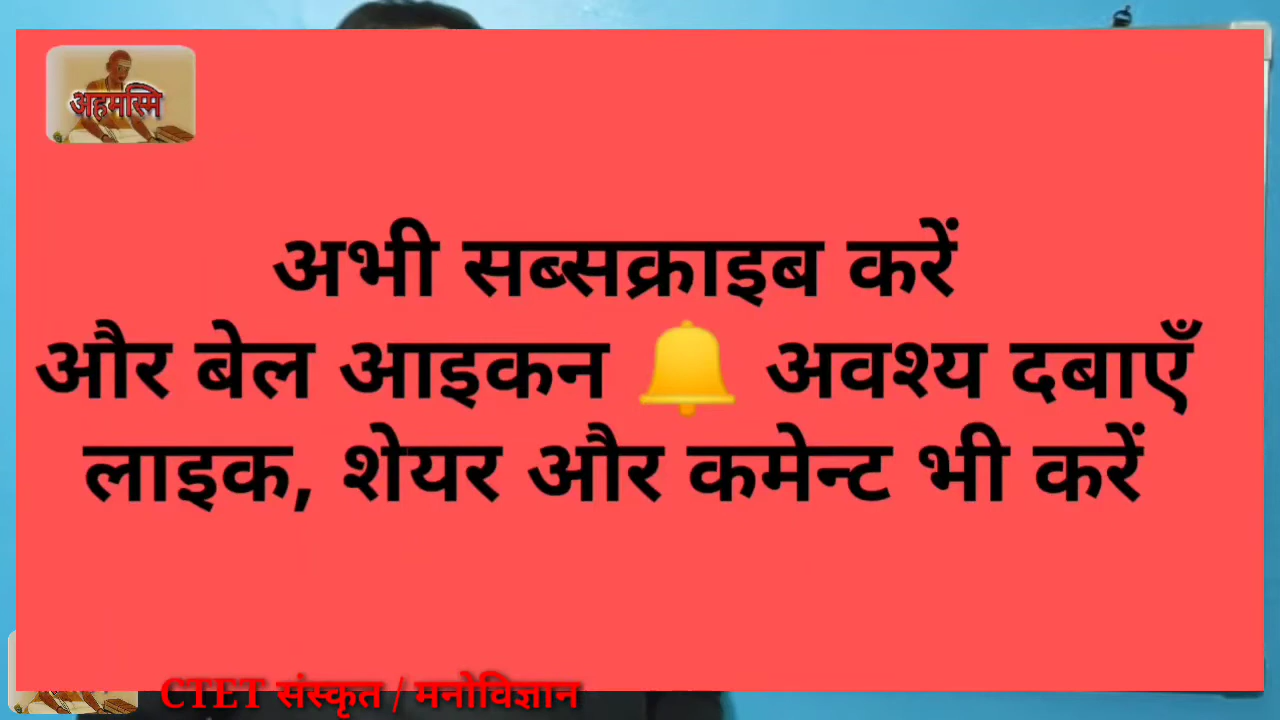 अहमस्मि
अभी सब्सक्राइब करें
और बेल आइकन 🔔 अवश्य दबाएँ
लाइक, शेयर और कमेन्ट भी करें
CTET संस्कृत / मनोविज्ञान